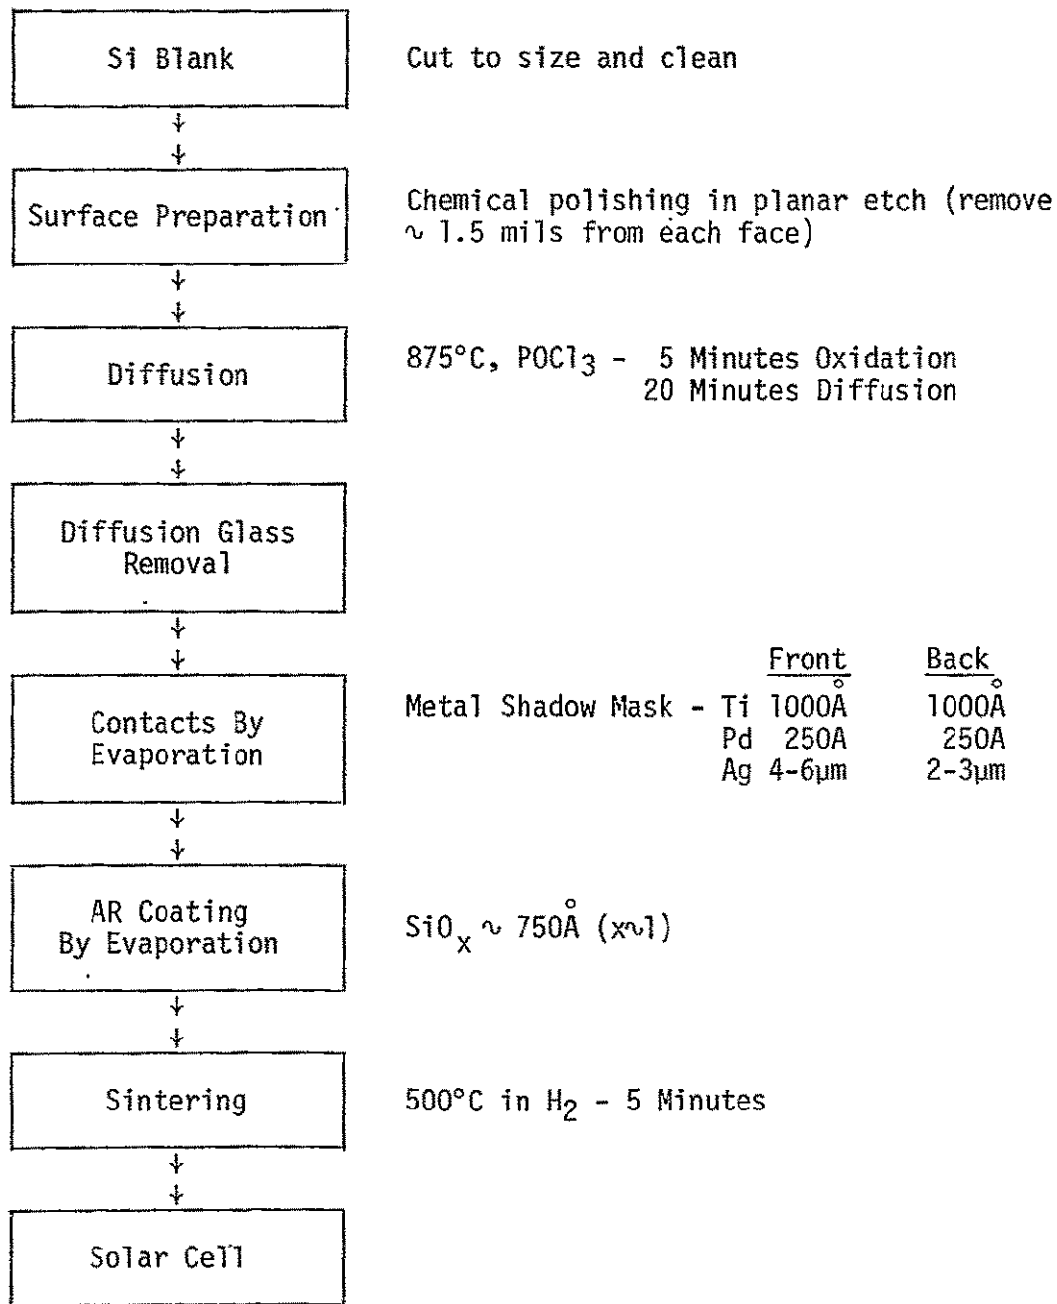 Si Blank
Cut to size and clean
Surface Preparation
Chemical polishing in planar etch (remove
∿ 1.5 mils from each face)
Diffusion
875°C, POCl3 - 5 Minutes Oxidation
20 Minutes Diffusion
Diffusion Glass
Removal
Contacts By
Evaporation
Front Back
Metal Shadow Mask - Ti 1000Å 1000Å
Pd 250A 250A
Ag 4-6μm 2-3μm
AR Coating
By Evaporation
SiOx ∿ 750Å (x∿1)
Sintering
500°C in H2 - 5 Minutes
Solar Cell